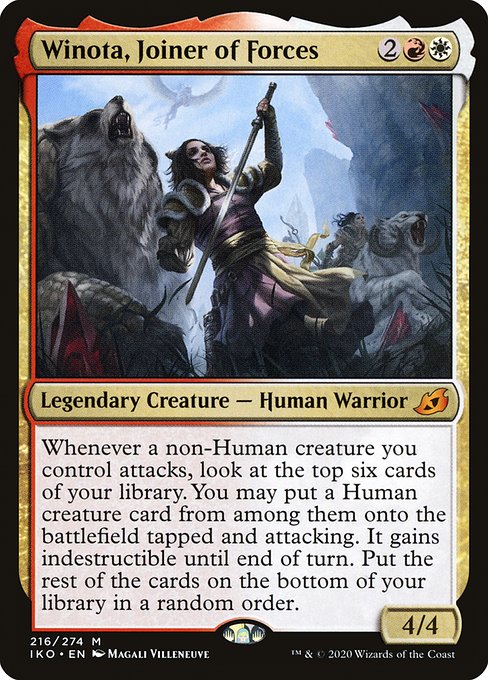 Winota, Joiner of Forces 2
Legendary Creature — Human Warrior
Whenever a non-Human creature you
control attacks, look at the top six cards
of your library. You may put a Human
creature card from among them onto the
battlefield tapped and attacking. It gains
indestructible until end of turn. Put the
rest of the cards on the bottom of your
library in a random order.
4/4
216/274 M
IKO • EN Magali Villeneuve ™ & © 2020 Wizards of the Coast